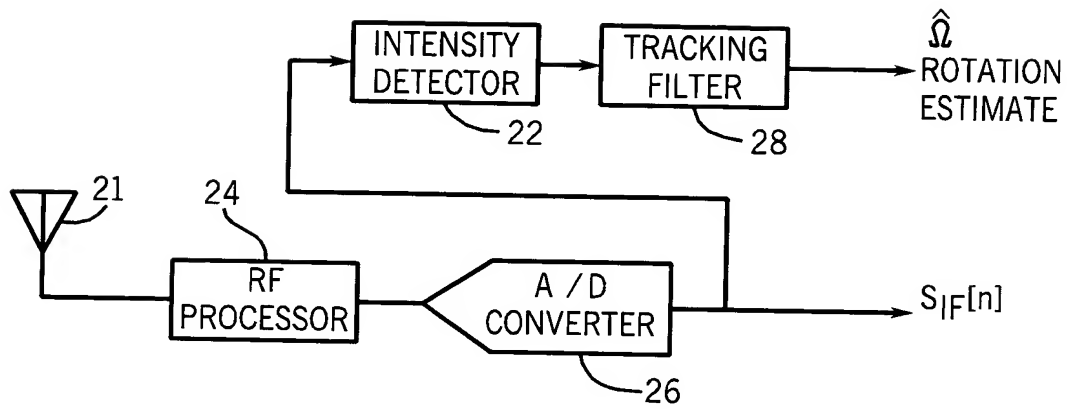 INTENSITY
DETECTOR
22
TRACKING
FILTER
28
Ω̂
ROTATION
ESTIMATE
21
24
RF
PROCESSOR
A/D
CONVERTER
26
S_IF[n]